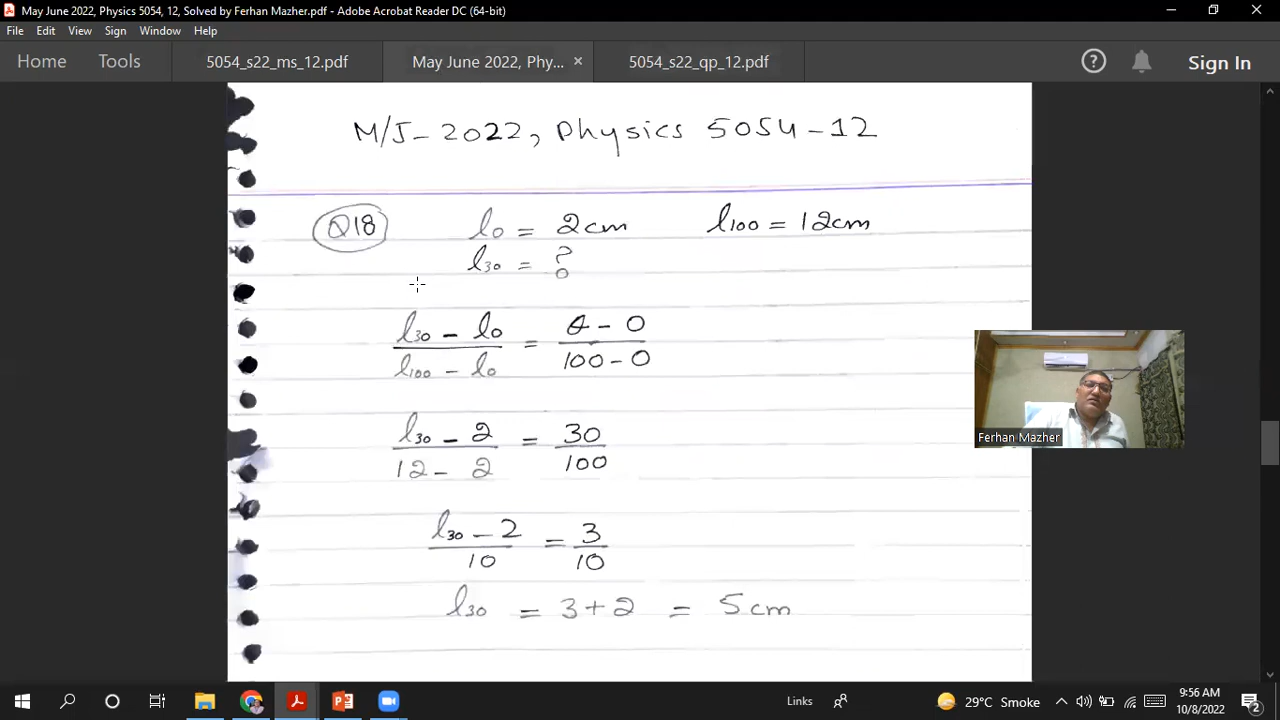 May June 2022, Physics 5054, 12, Solved by Ferhan Mazher.pdf - Adobe Acrobat Reader DC (64-bit)
File Edit View Sign Window Help
Home Tools 5054_s22_ms_12.pdf May June 2022, Phy... × 5054_s22_qp_12.pdf Sign In
M/J-2022, Physics 5054-12
Q18 l₀ = 2cm l₁₀₀ = 12cm
l₃₀ = ?
l₃₀ - l₀ / l₁₀₀ - l₀ = θ - 0 / 100 - 0
l₃₀ - 2 / 12 - 2 = 30 / 100
l₃₀ - 2 / 10 = 3 / 10
l₃₀ = 3+2 = 5cm
Ferhan Mazher
Links 29°C Smoke 9:56 AM
10/8/2022
2